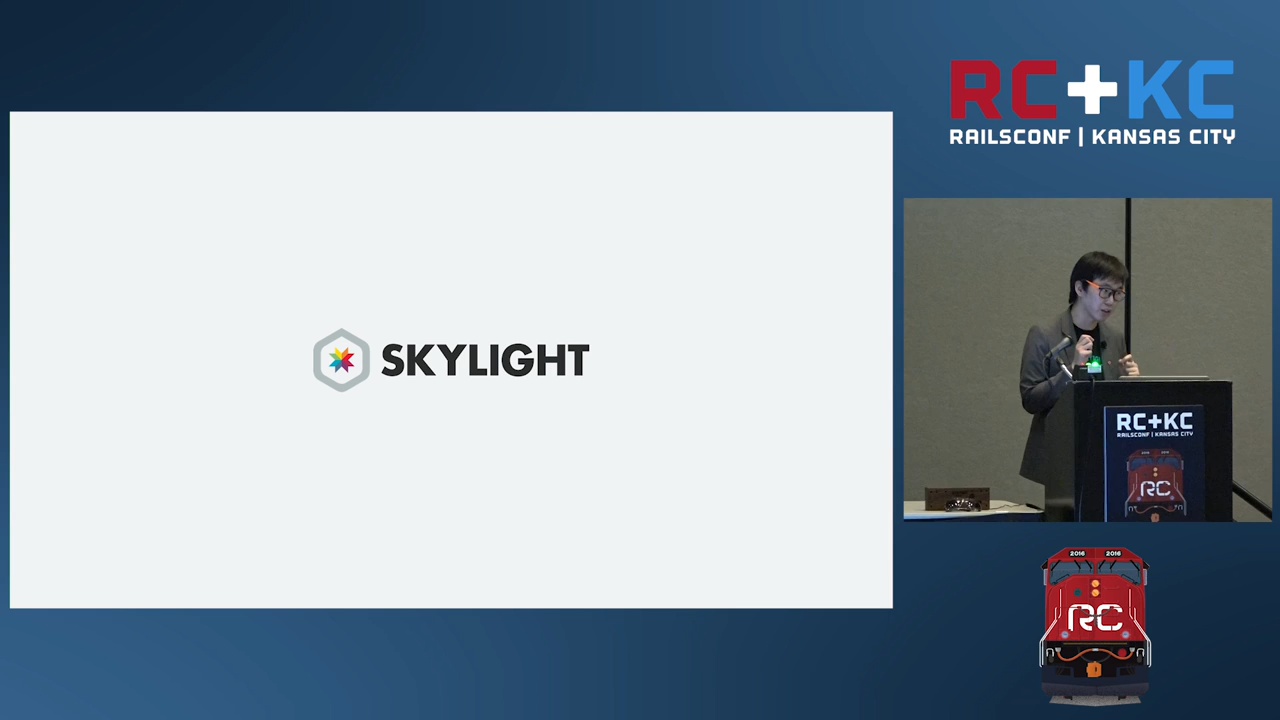 RC+KC
RAILSCONF | KANSAS CITY
SKYLIGHT
RC+KC
RAILSCONF | KANSAS CITY
RC
2016 2016
RC